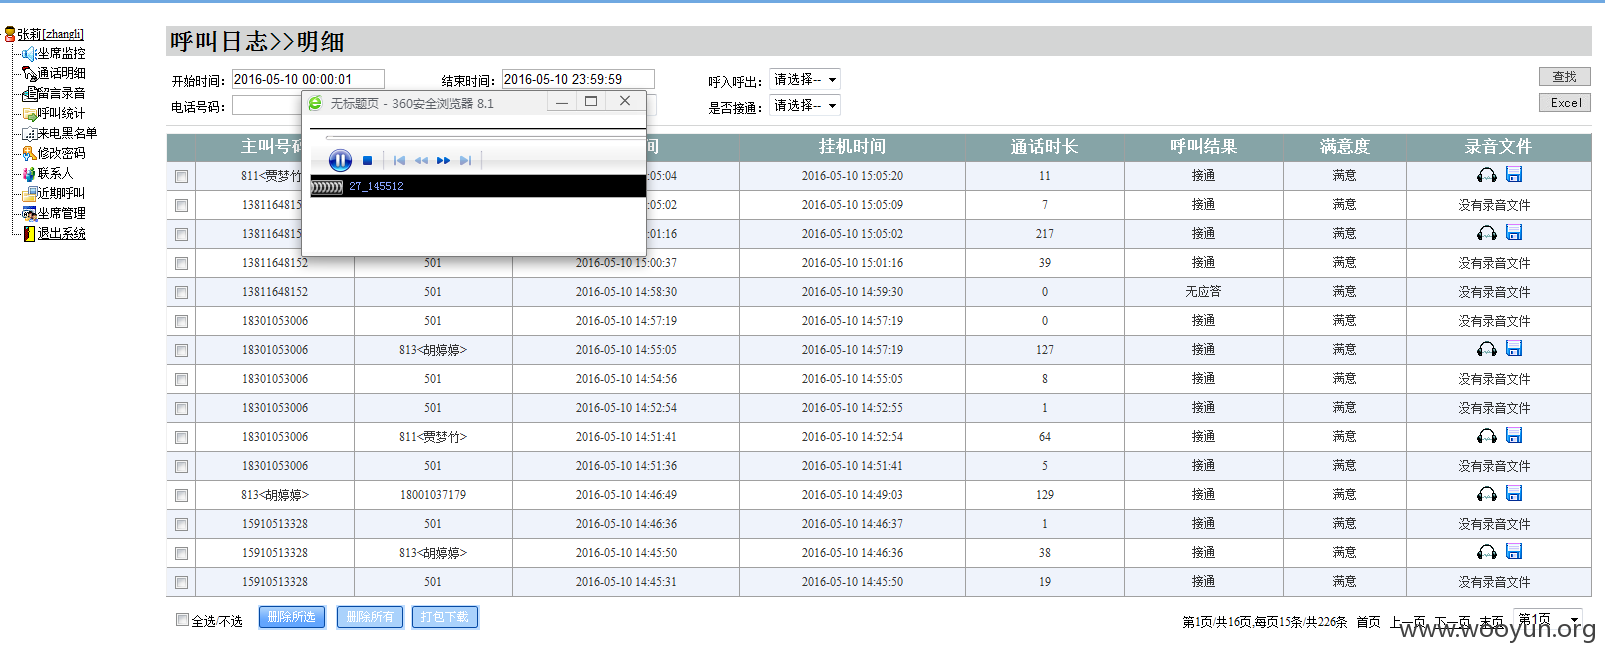 张莉[zhangli]
坐席监控
通话明细
留言录音
呼叫统计
来电黑名单
修改密码
联系人
近期呼叫
坐席管理
退出系统
呼叫日志>>明细
开始时间： 2016-05-10 00:00:01 结束时间： 2016-05-10 23:59:59 呼入呼出： 请选择-- 查找
电话号码： 是否接通： 请选择-- Excel
无标题页 - 360安全浏览器 8.1
27_145512
主叫号码 间 挂机时间 通话时长 呼叫结果 满意度 录音文件
811<贾梦竹 :05:04 2016-05-10 15:05:20 11 接通 满意
1381164815 :05:02 2016-05-10 15:05:09 7 接通 满意 没有录音文件
1381164815 :01:16 2016-05-10 15:05:02 217 接通 满意
13811648152 501 2016-05-10 15:00:37 2016-05-10 15:01:16 39 接通 满意 没有录音文件
13811648152 501 2016-05-10 14:58:30 2016-05-10 14:59:30 0 无应答 满意 没有录音文件
18301053006 501 2016-05-10 14:57:19 2016-05-10 14:57:19 0 接通 满意 没有录音文件
18301053006 813<胡婷婷> 2016-05-10 14:55:05 2016-05-10 14:57:19 127 接通 满意
18301053006 501 2016-05-10 14:54:56 2016-05-10 14:55:05 8 接通 满意 没有录音文件
18301053006 501 2016-05-10 14:52:54 2016-05-10 14:52:55 1 接通 满意 没有录音文件
18301053006 811<贾梦竹> 2016-05-10 14:51:41 2016-05-10 14:52:54 64 接通 满意
18301053006 501 2016-05-10 14:51:36 2016-05-10 14:51:41 5 接通 满意 没有录音文件
813<胡婷婷> 18001037179 2016-05-10 14:46:49 2016-05-10 14:49:03 129 接通 满意
15910513328 501 2016-05-10 14:46:36 2016-05-10 14:46:37 1 接通 满意 没有录音文件
15910513328 813<胡婷婷> 2016-05-10 14:45:50 2016-05-10 14:46:36 38 接通 满意
15910513328 501 2016-05-10 14:45:31 2016-05-10 14:45:50 19 接通 满意 没有录音文件
全选/不选 删除所选 删除所有 打包下载 第1页/共16页,每页15条/共226条 首页 上一页 下一页 末页 第1页
www.wooyun.org